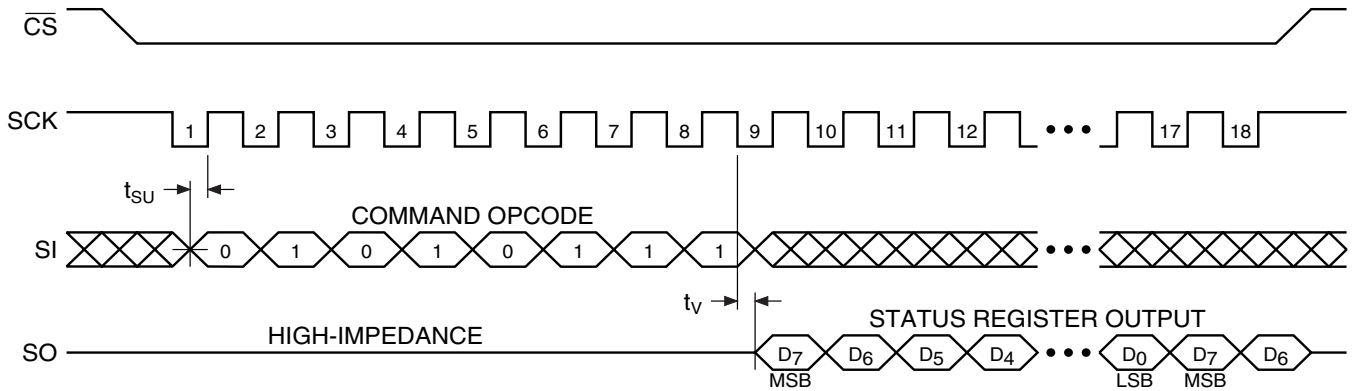 CS
SCK 1 2 3 4 5 6 7 8 9 10 11 12 ••• 17 18
tSU
COMMAND OPCODE
SI 0 1 0 1 0 1 1 1 •••
tV
HIGH-IMPEDANCE STATUS REGISTER OUTPUT
SO D7 D6 D5 D4 ••• D0 D7 D6
MSB LSB MSB